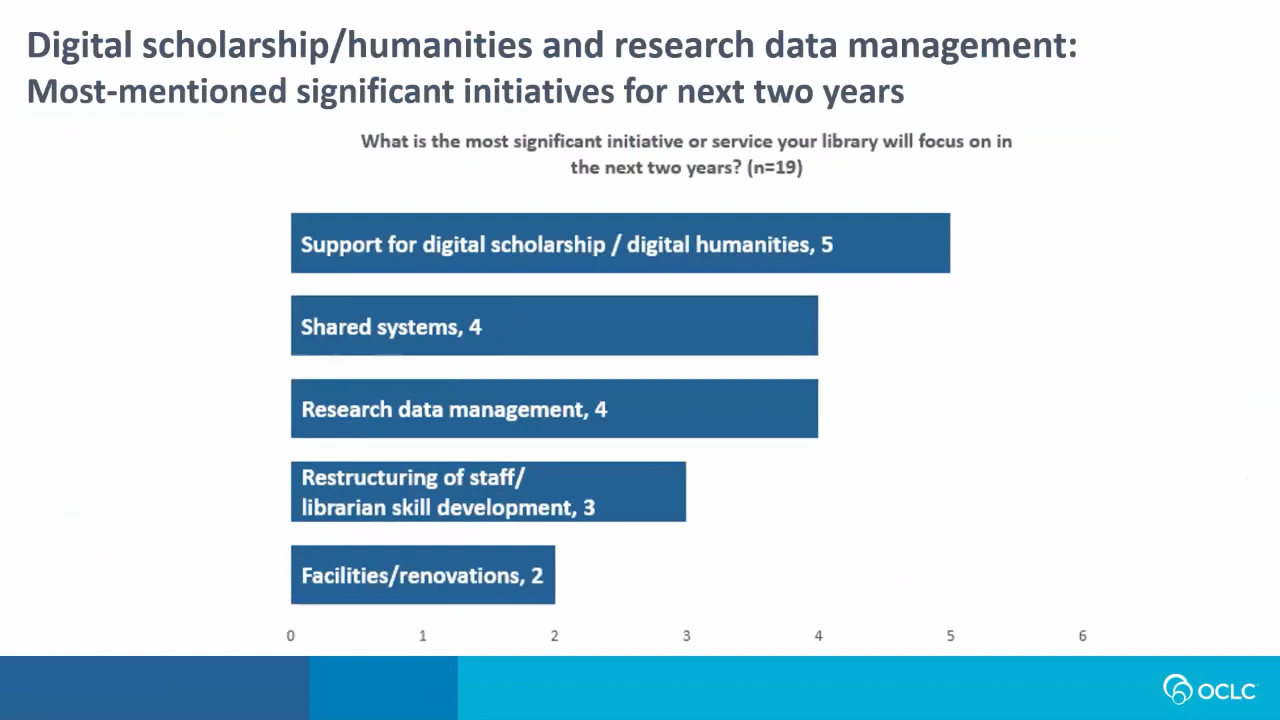 Digital scholarship/humanities and research data management:
Most-mentioned significant initiatives for next two years
What is the most significant initiative or service your library will focus on in
the next two years? (n=19)
Support for digital scholarship / digital humanities, 5
Shared systems, 4
Research data management, 4
Restructuring of staff/
librarian skill development, 3
Facilities/renovations, 2
0 1 2 3 4 5 6
OCLC